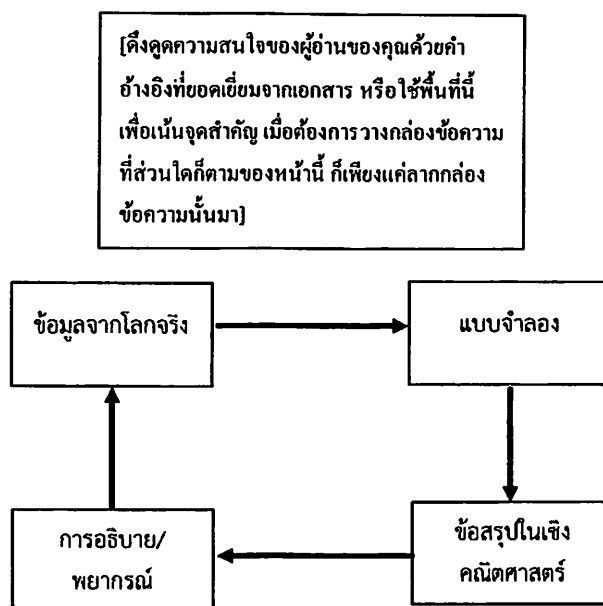 [ดึงดูดความสนใจของผู้อ่านของคุณด้วยคำ
อ้างอิงที่ยอดเยี่ยมจากเอกสาร หรือใช้พื้นที่นี้
เพื่อเน้นจุดสำคัญ เมื่อต้องการวางกล่องข้อความ
ที่ส่วนใดก็ตามของหน้านี้ ก็เพียงแค่ลากกล่อง
ข้อความนั้นมา]
ข้อมูลจากโลกจริง
แบบจำลอง
การอธิบาย/
พยากรณ์
ข้อสรุปในเชิง
คณิตศาสตร์